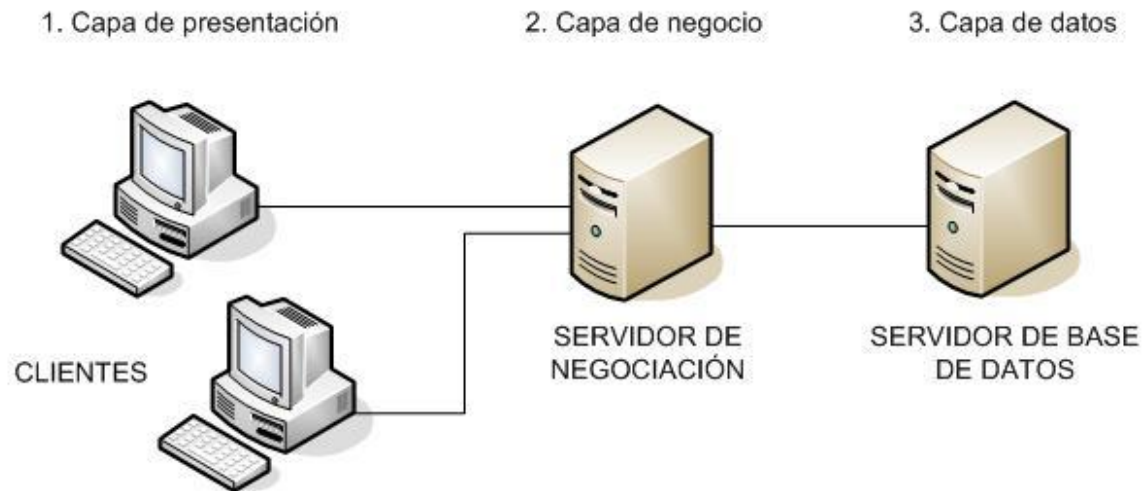 1. Capa de presentación
2. Capa de negocio
3. Capa de datos
CLIENTES
SERVIDOR DE
NEGOCIACIÓN
SERVIDOR DE BASE
DE DATOS